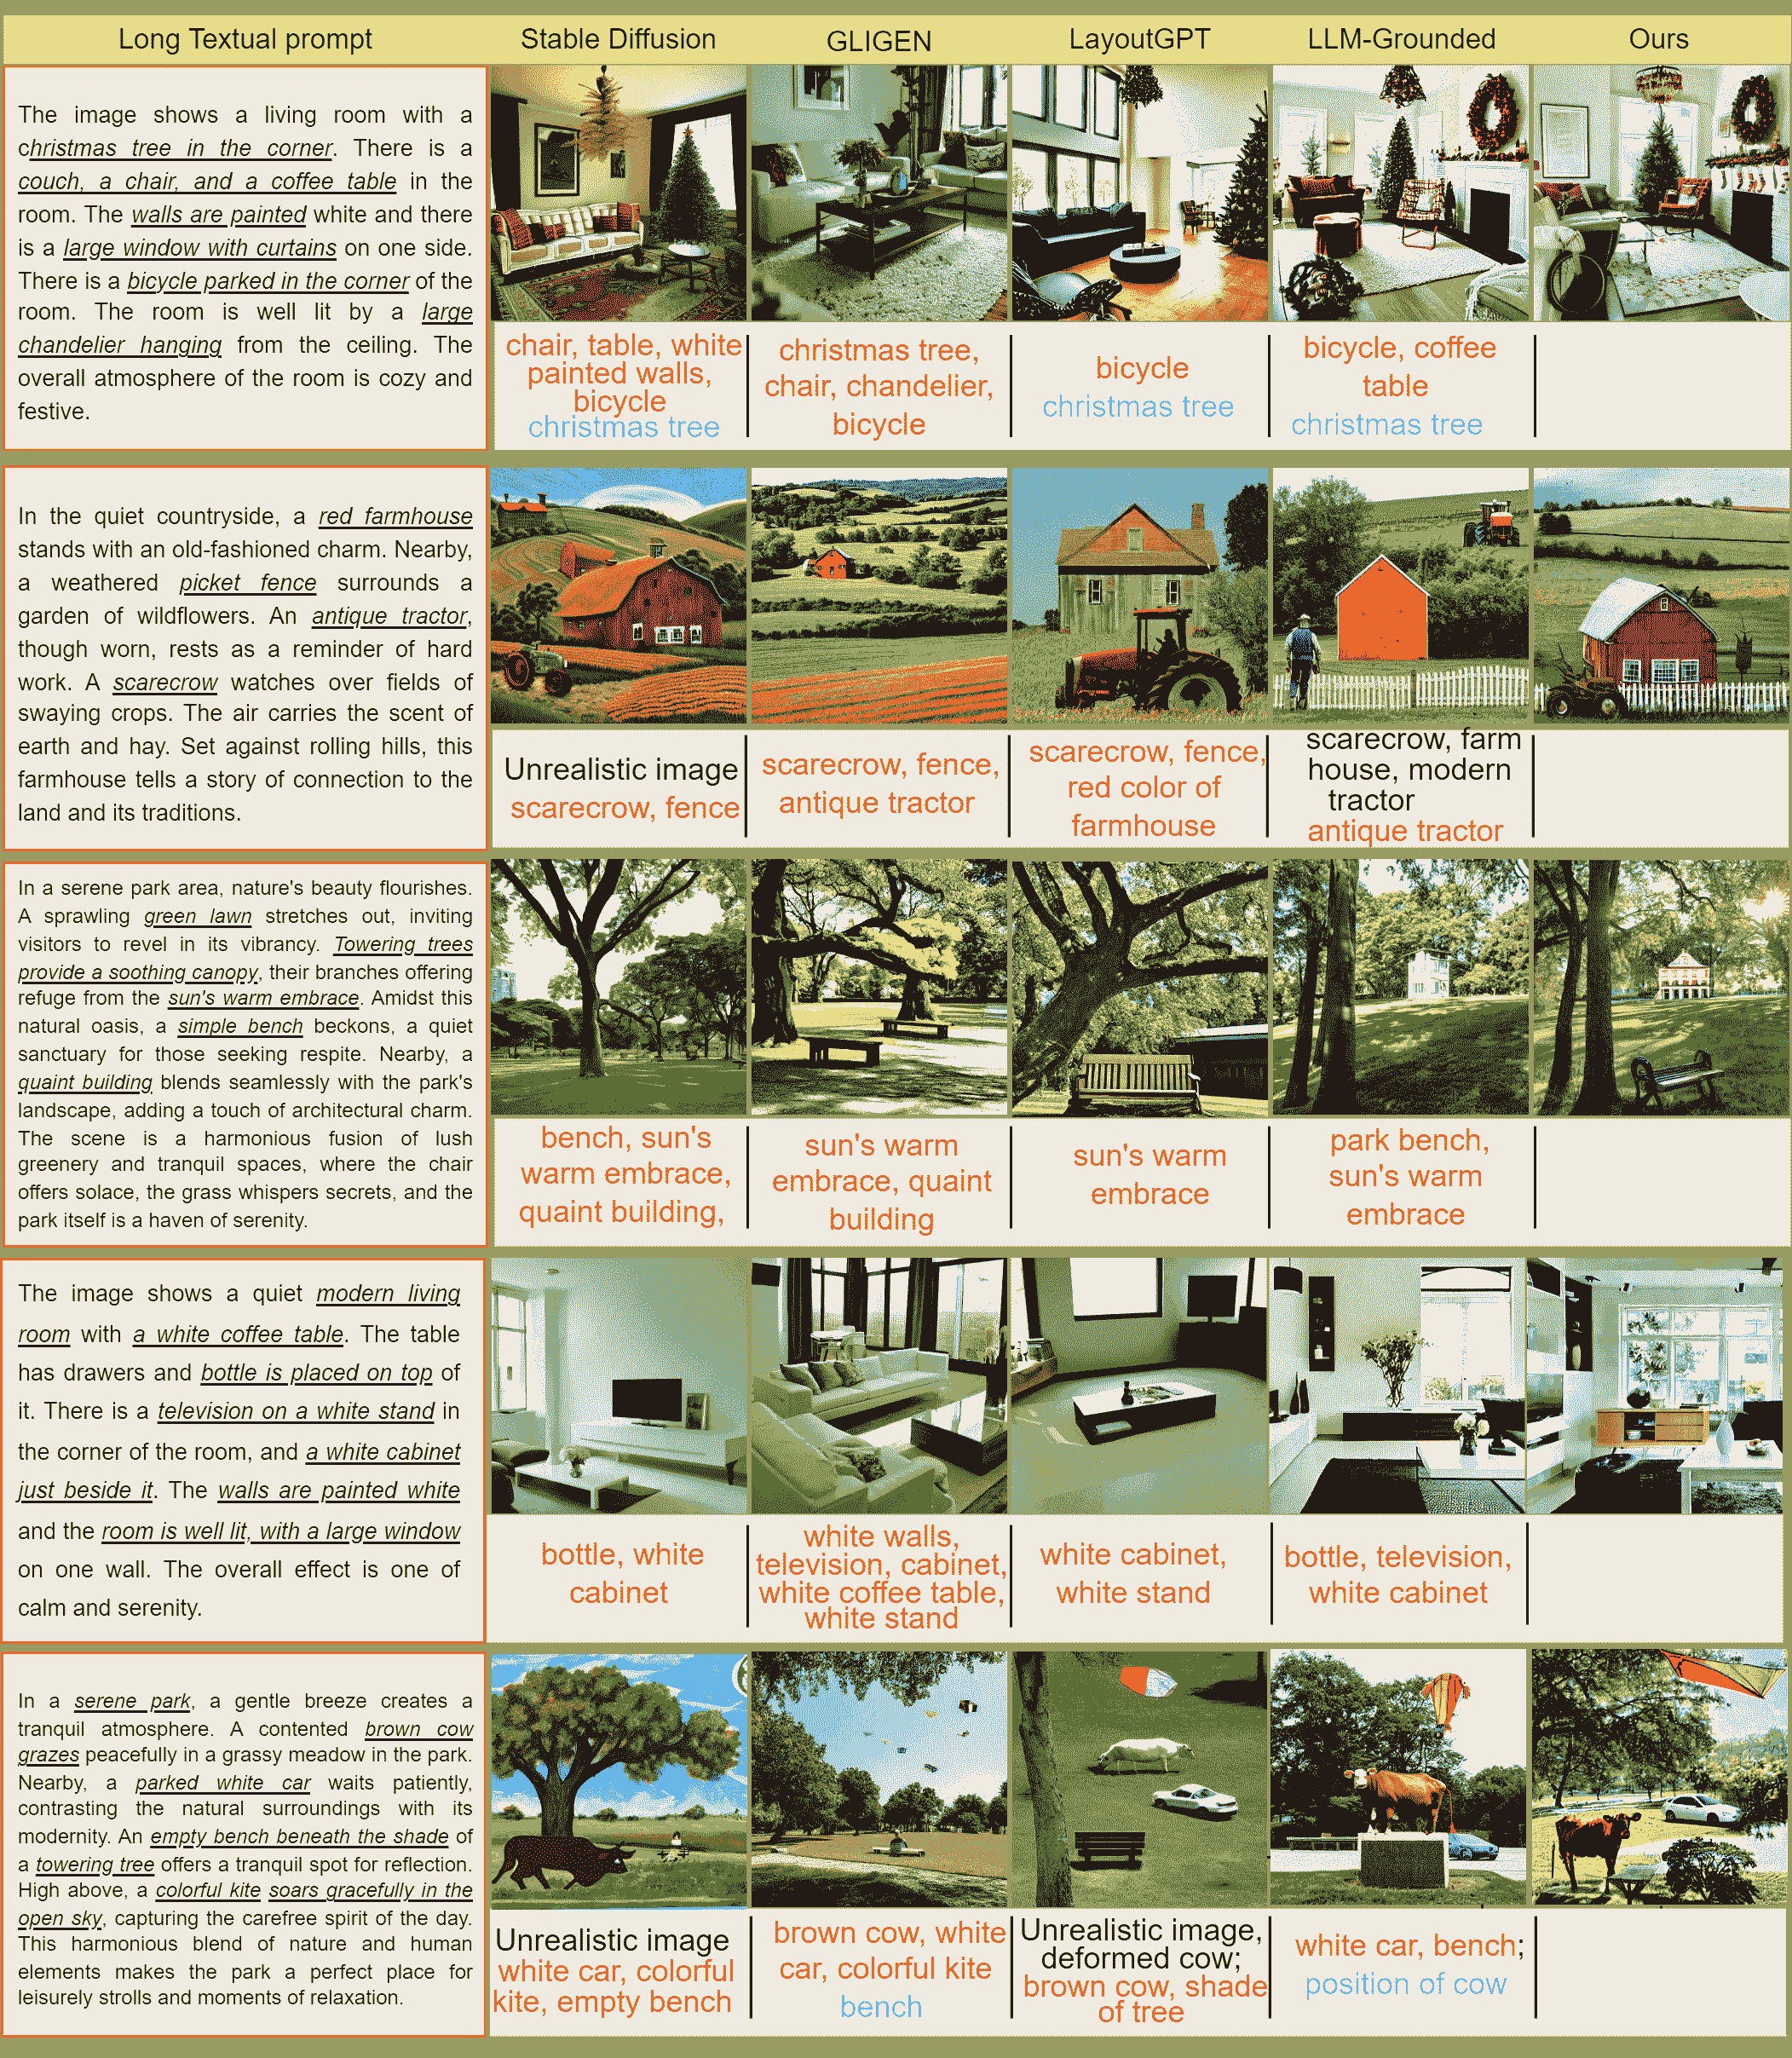 Long Textual prompt
Stable Diffusion
GLIGEN
LayoutGPT
LLM-Grounded
Ours
The image shows a living room with a
christmas tree in the corner. There is a
couch, a chair, and a coffee table in the
room. The walls are painted white and there
is a large window with curtains on one side.
There is a bicycle parked in the corner of the
room. The room is well lit by a large
chandelier hanging from the ceiling. The
overall atmosphere of the room is cozy and
festive.
chair, table, white
painted walls,
bicycle
christmas tree
christmas tree,
chair, chandelier,
bicycle
bicycle
christmas tree
bicycle, coffee
table
christmas tree
In the quiet countryside, a red farmhouse
stands with an old-fashioned charm. Nearby,
a weathered picket fence surrounds a
garden of wildflowers. An antique tractor,
though worn, rests as a reminder of hard
work. A scarecrow watches over fields of
swaying crops. The air carries the scent of
earth and hay. Set against rolling hills, this
farmhouse tells a story of connection to the
land and its traditions.
Unrealistic image
scarecrow, fence
scarecrow, fence,
antique tractor
scarecrow, fence,
red color of
farmhouse
scarecrow, farm
house, modern
tractor
antique tractor
In a serene park area, nature's beauty flourishes.
A sprawling green lawn stretches out, inviting
visitors to revel in its vibrancy. Towering trees
provide a soothing canopy, their branches offering
refuge from the sun's warm embrace. Amidst this
natural oasis, a simple bench beckons, a quiet
sanctuary for those seeking respite. Nearby, a
quaint building blends seamlessly with the park's
landscape, adding a touch of architectural charm.
The scene is a harmonious fusion of lush
greenery and tranquil spaces, where the chair
offers solace, the grass whispers secrets, and the
park itself is a haven of serenity.
bench, sun's
warm embrace,
quaint building,
sun's warm
embrace, quaint
building
sun's warm
embrace
park bench,
sun's warm
embrace
The image shows a quiet modern living
room with a white coffee table. The table
has drawers and bottle is placed on top of
it. There is a television on a white stand in
the corner of the room, and a white cabinet
just beside it. The walls are painted white
and the room is well lit, with a large window
on one wall. The overall effect is one of
calm and serenity.
bottle, white
cabinet
white walls,
television, cabinet,
white coffee table,
white stand
white cabinet,
white stand
bottle, television,
white cabinet
In a serene park, a gentle breeze creates a
tranquil atmosphere. A contented brown cow
grazes peacefully in a grassy meadow in the park.
Nearby, a parked white car waits patiently,
contrasting the natural surroundings with its
modernity. An empty bench beneath the shade of
a towering tree offers a tranquil spot for reflection.
High above, a colorful kite soars gracefully in the
open sky, capturing the carefree spirit of the day.
This harmonious blend of nature and human
elements makes the park a perfect place for
leisurely strolls and moments of relaxation.
Unrealistic image
white car, colorful
kite, empty bench
brown cow, white
car, colorful kite
bench
Unrealistic image,
deformed cow;
brown cow, shade
of tree
white car, bench;
position of cow